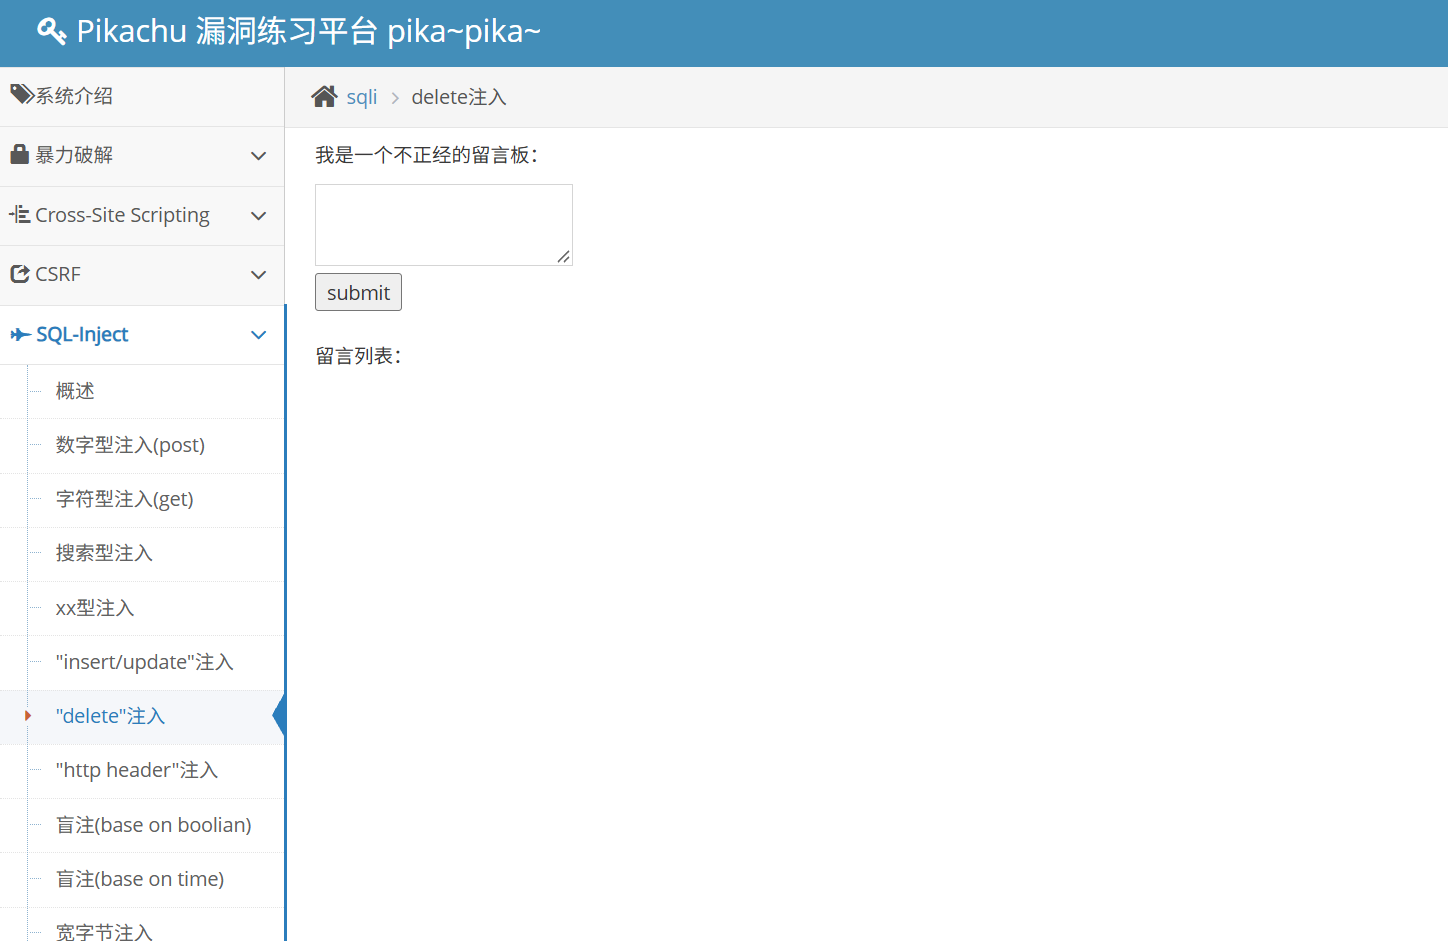 Pikachu 漏洞练习平台 pika~pika~
系统介绍
暴力破解
Cross-Site Scripting
CSRF
SQL-Inject
概述
数字型注入(post)
字符型注入(get)
搜索型注入
xx型注入
"insert/update"注入
"delete"注入
"http header"注入
盲注(base on boolian)
盲注(base on time)
宽字节注入
sqli > delete注入
我是一个不正经的留言板：
submit
留言列表：